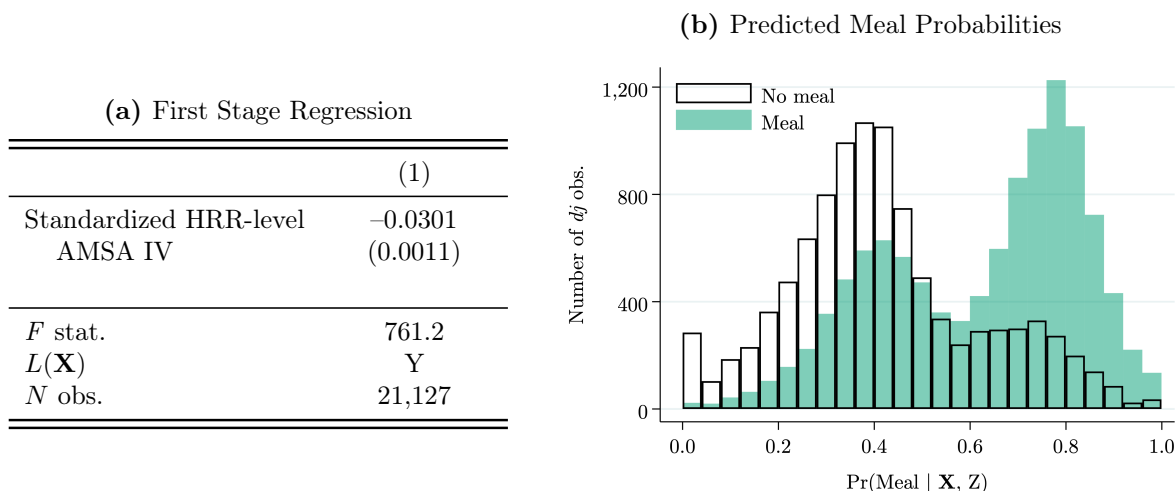 (a) First Stage Regression
(1)
Standardized HRR-level –0.0301
AMSA IV (0.0011)
F stat. 761.2
L(X) Y
N obs. 21,127
(b) Predicted Meal Probabilities
No meal
Meal
Number of dj obs.
1,200
800
400
0
0.0 0.2 0.4 0.6 0.8 1.0
Pr(Meal | X, Z)